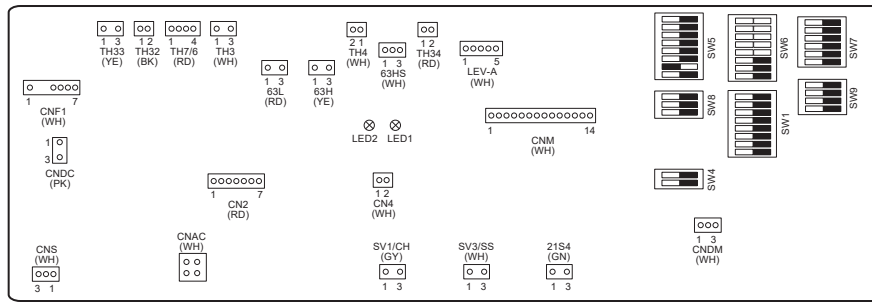 1 3
TH33
(YE)
1 2
TH32
(BK)
1 4
TH7/6
(RD)
1 3
TH3
(WH)
2 1
TH4
(WH)
1 3
63HS
(WH)
1 2
TH34
(RD)
1 5
LEV-A
(WH)
SW5
SW6
SW7
1 3
63L
(RD)
1 3
63H
(YE)
1 7
CNF1
(WH)
SW8
SW1
SW9
LED2
LED1
1 14
CNM
(WH)
1
3
CNDC
(PK)
1 7
CN2
(RD)
1 2
CN4
(WH)
SW4
1 3
CNDM
(WH)
CNS
(WH)
3 1
CNAC
(WH)
SV1/CH
(GY)
1 3
SV3/SS
(WH)
1 3
21S4
(GN)
1 3